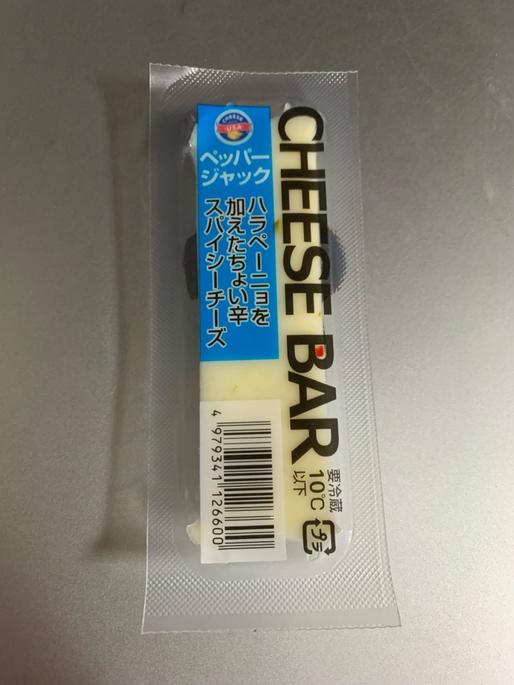 CHEESE
USA
ペッパー
ジャック
ハラペーニョを
加えたちょい辛
スパイシーチーズ
CHEESE BAR
要冷蔵
10℃
以下
プラ
4 979341 126600